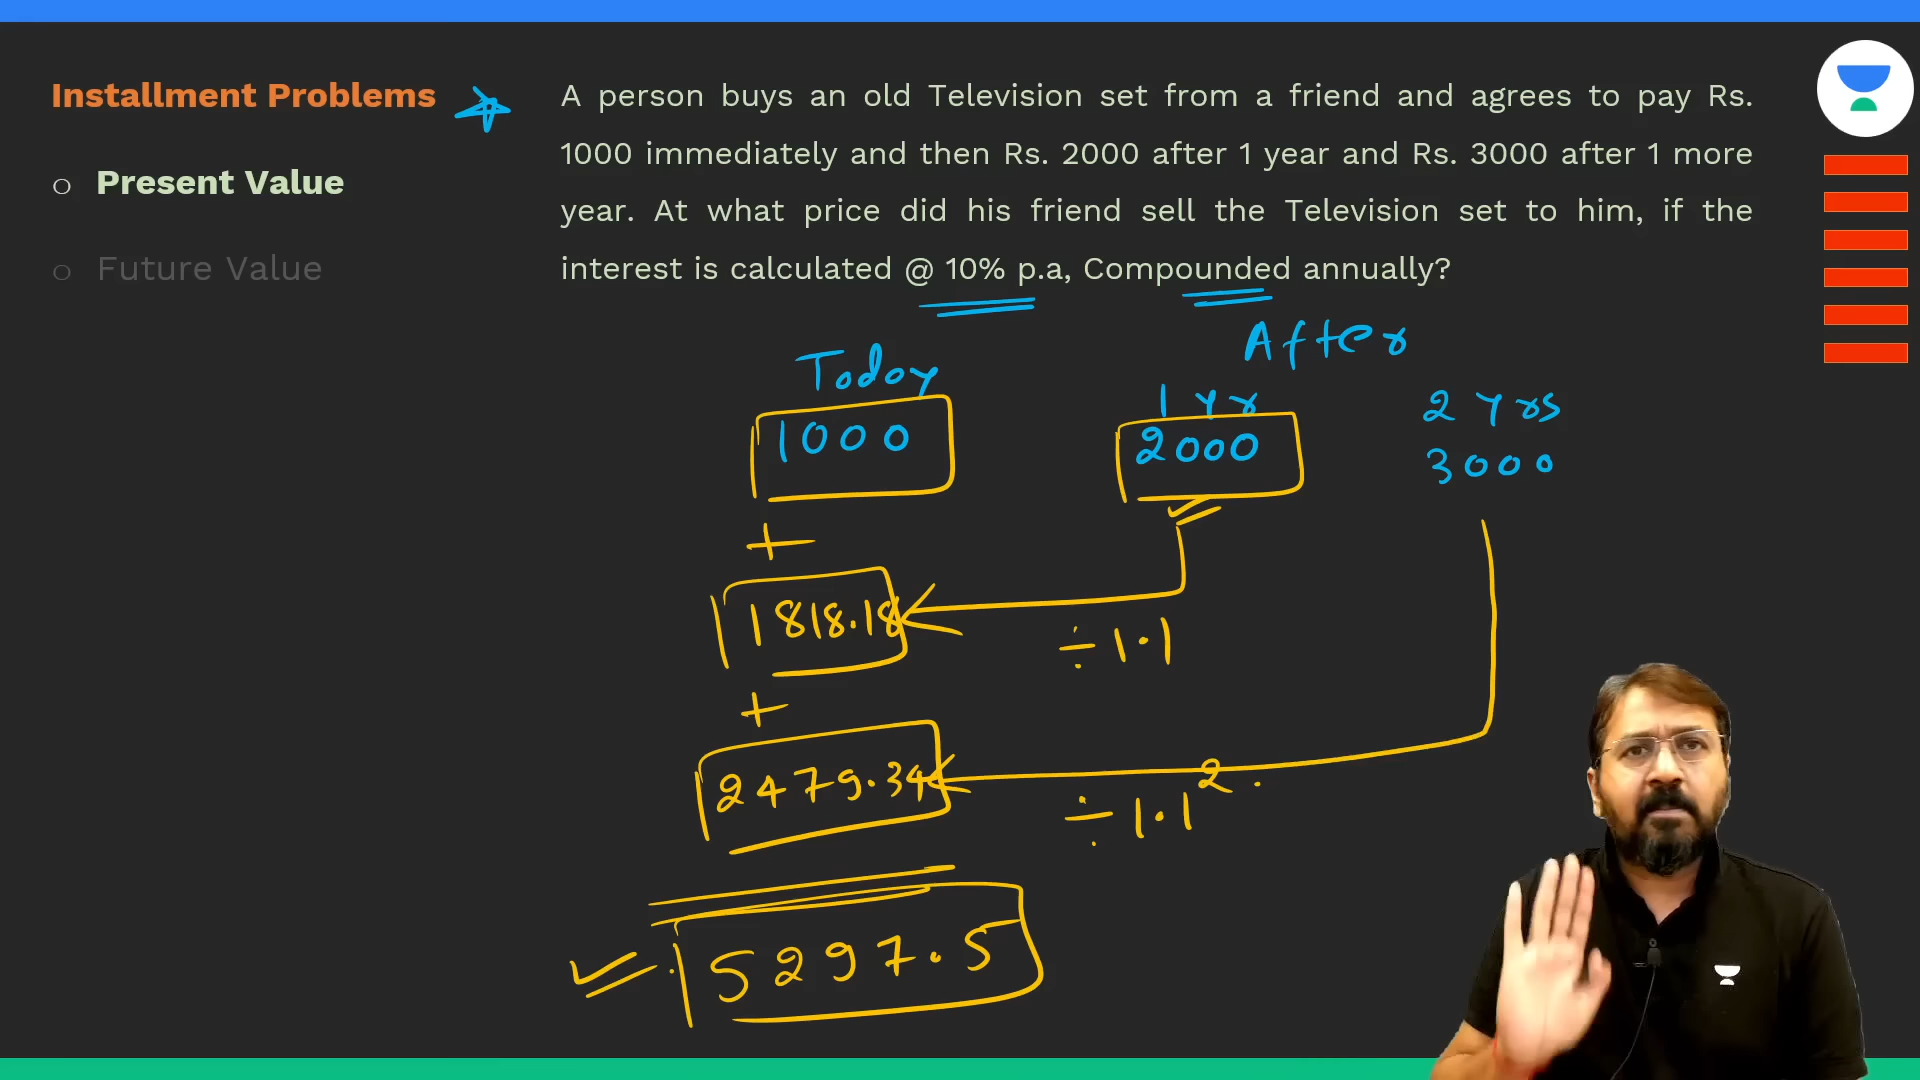 Installment Problems
Present Value
Future Value
A person buys an old Television set from a friend and agrees to pay Rs.
1000 immediately and then Rs. 2000 after 1 year and Rs. 3000 after 1 more
year. At what price did his friend sell the Television set to him, if the
interest is calculated @ 10% p.a, Compounded annually?
After
Today 1 yr 2 yrs
1000 2000 3000
+
1818.18 ÷ 1.1
+
2479.34 ÷ 1.1²
5297.5